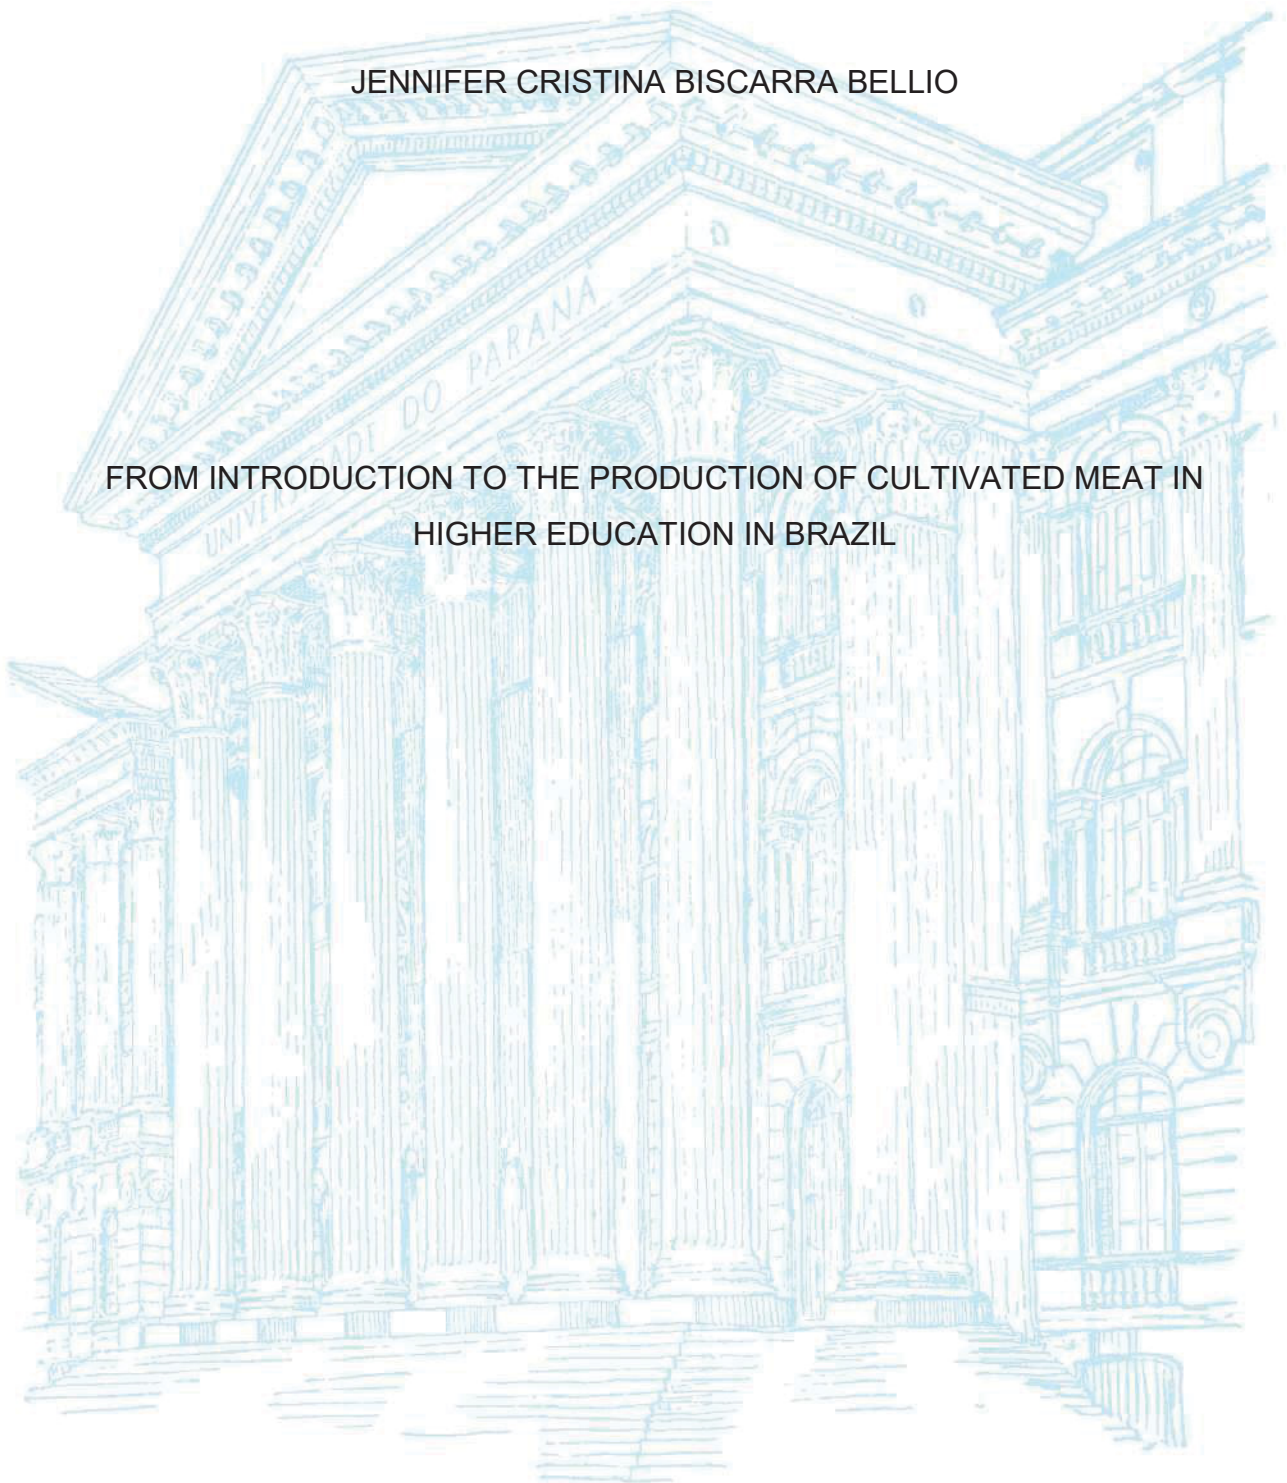 JENNIFER CRISTINA BISCARRA BELLIO
UNIVERSIDADE DO PARANÁ
FROM INTRODUCTION TO THE PRODUCTION OF CULTIVATED MEAT IN
HIGHER EDUCATION IN BRAZIL